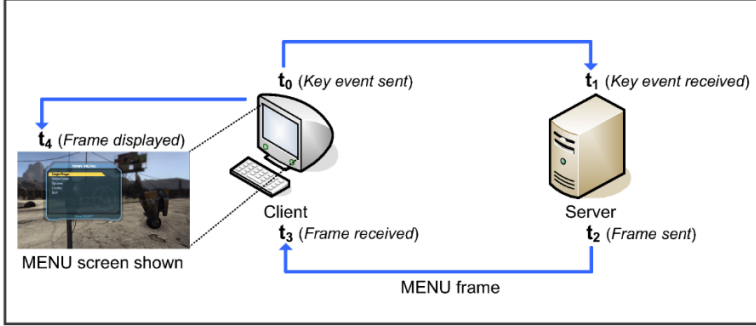 t0 (Key event sent)
t1 (Key event received)
t4 (Frame displayed)
Client
Server
t3 (Frame received)
t2 (Frame sent)
MENU screen shown
MENU frame